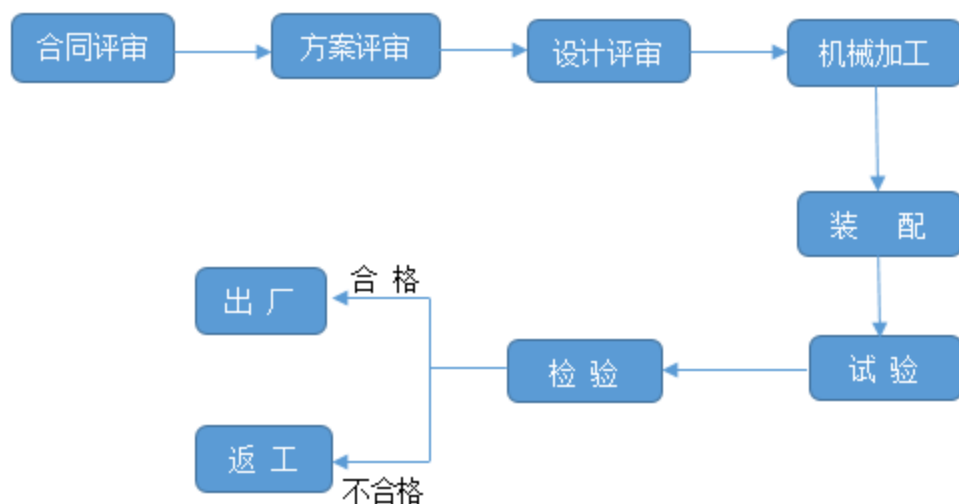 合同评审
方案评审
设计评审
机械加工
装 配
试 验
检 验
合 格
出 厂
不合格
返 工